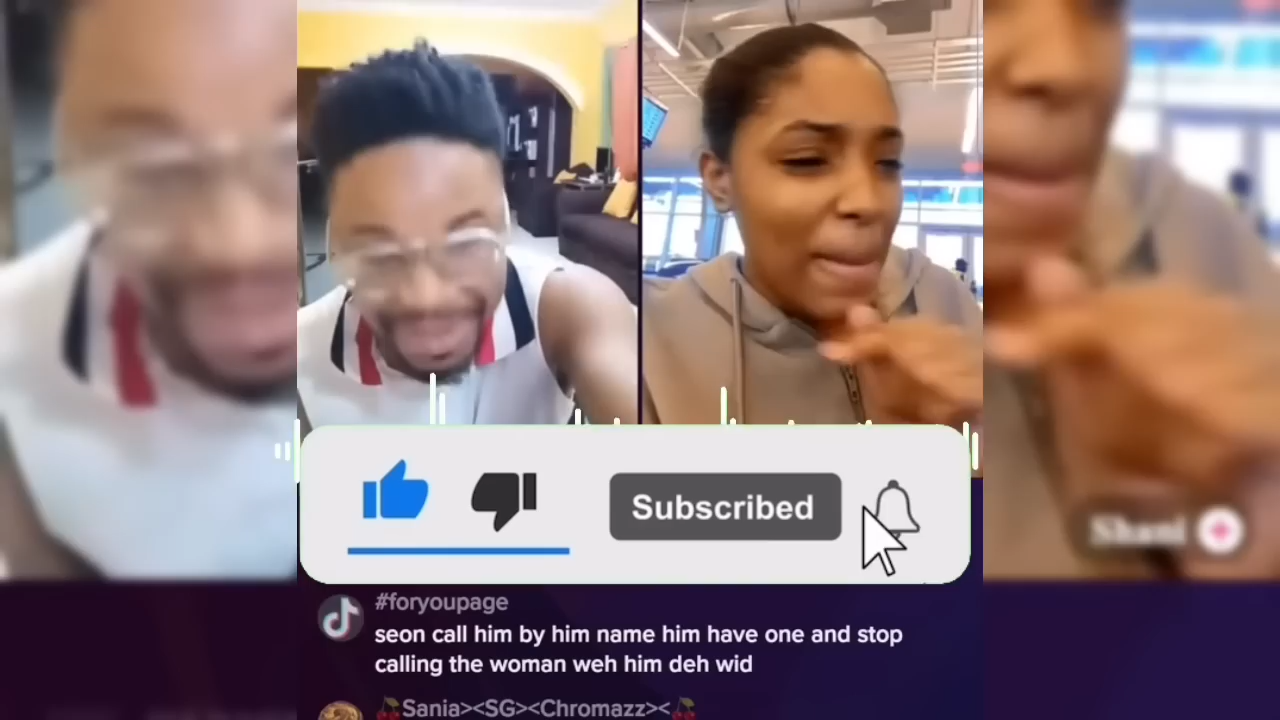 Shani
Subscribed
#foryoupage
seon call him by him name him have one and stop
calling the woman weh him deh wid
🍒Sania><SG><Chromazz><🍒